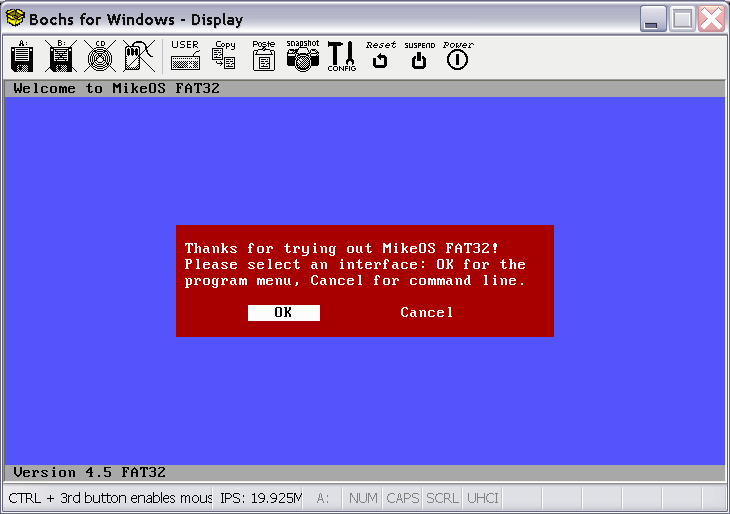 Bochs for Windows - Display
A: B: CD USER Copy Paste snapshot CONFIG Reset SUSPEND Power
Welcome to MikeOS FAT32
Thanks for trying out MikeOS FAT32!
Please select an interface: OK for the
program menu, Cancel for command line.
OK Cancel
Version 4.5 FAT32
CTRL + 3rd button enables mous IPS: 19.925M A: NUM CAPS SCRL UHCI